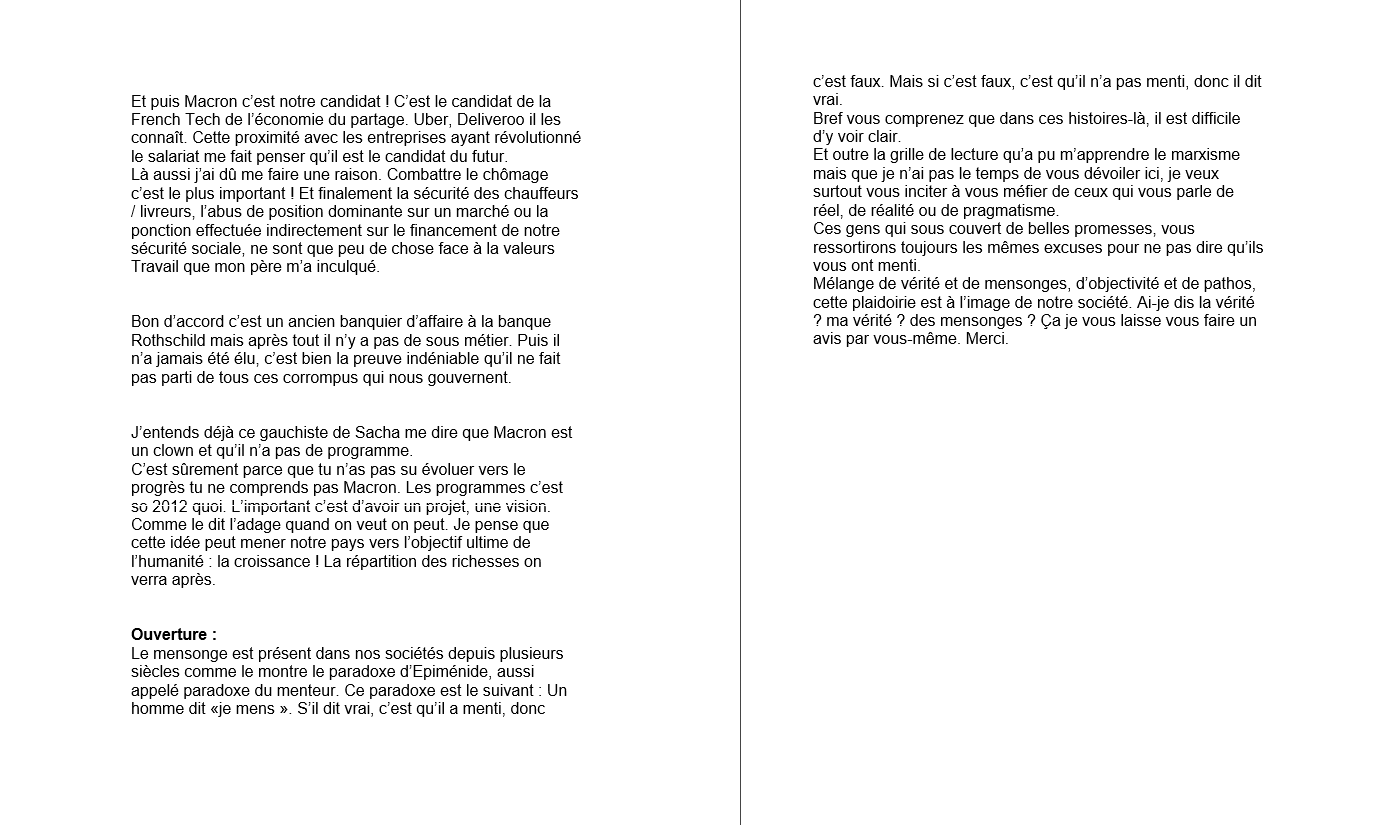 Et puis Macron c’est notre candidat ! C’est le candidat de la
French Tech de l’économie du partage. Uber, Deliveroo il les
connaît. Cette proximité avec les entreprises ayant révolutionné
le salariat me fait penser qu’il est le candidat du futur.
Là aussi j’ai dû me faire une raison. Combattre le chômage
c’est le plus important ! Et finalement la sécurité des chauffeurs
/ livreurs, l’abus de position dominante sur un marché ou la
ponction effectuée indirectement sur le financement de notre
sécurité sociale, ne sont que peu de chose face à la valeurs
Travail que mon père m’a inculqué.
Bon d’accord c’est un ancien banquier d’affaire à la banque
Rothschild mais après tout il n’y a pas de sous métier. Puis il
n’a jamais été élu, c’est bien la preuve indéniable qu’il ne fait
pas parti de tous ces corrompus qui nous gouvernent.
J’entends déjà ce gauchiste de Sacha me dire que Macron est
un clown et qu’il n’a pas de programme.
C’est sûrement parce que tu n’as pas su évoluer vers le
progrès tu ne comprends pas Macron. Les programmes c’est
so 2012 quoi. L’important c’est d’avoir un projet, une vision.
Comme le dit l’adage quand on veut on peut. Je pense que
cette idée peut mener notre pays vers l’objectif ultime de
l’humanité : la croissance ! La répartition des richesses on
verra après.
Ouverture :
Le mensonge est présent dans nos sociétés depuis plusieurs
siècles comme le montre le paradoxe d’Epiménide, aussi
appelé paradoxe du menteur. Ce paradoxe est le suivant : Un
homme dit «je mens ». S’il dit vrai, c’est qu’il a menti, donc
c’est faux. Mais si c’est faux, c’est qu’il n’a pas menti, donc il dit
vrai.
Bref vous comprenez que dans ces histoires-là, il est difficile
d’y voir clair.
Et outre la grille de lecture qu’a pu m’apprendre le marxisme
mais que je n’ai pas le temps de vous dévoiler ici, je veux
surtout vous inciter à vous méfier de ceux qui vous parle de
réel, de réalité ou de pragmatisme.
Ces gens qui sous couvert de belles promesses, vous
ressortirons toujours les mêmes excuses pour ne pas dire qu’ils
vous ont menti.
Mélange de vérité et de mensonges, d’objectivité et de pathos,
cette plaidoirie est à l’image de notre société. Ai-je dis la vérité
? ma vérité ? des mensonges ? Ça je vous laisse vous faire un
avis par vous-même. Merci.